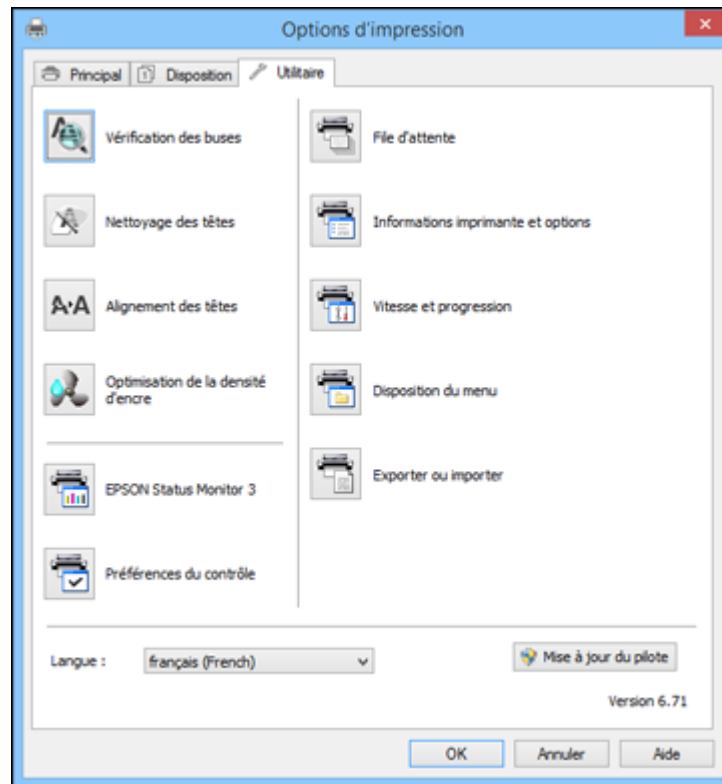 Options d'impression
Principal
Disposition
Utilitaire
Vérification des buses
Nettoyage des têtes
A·A
Alignement des têtes
Optimisation de la densité
d'encre
EPSON Status Monitor 3
Préférences du contrôle
File d'attente
Informations imprimante et options
Vitesse et progression
Disposition du menu
Exporter ou importer
Langue :
français (French)
Mise à jour du pilote
Version 6.71
OK
Annuler
Aide